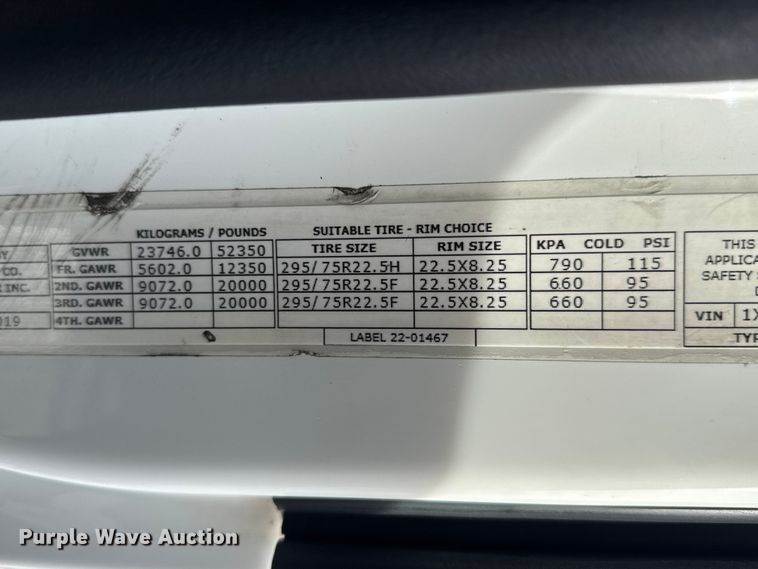 KILOGRAMS / POUNDS SUITABLE TIRE - RIM CHOICE
TIRE SIZE RIM SIZE KPA COLD PSI THIS
GVWR 23746.0 52350 APPLICA
CO. FR. GAWR 5602.0 12350 295/75R22.5H 22.5X8.25 790 115 SAFETY
INC. 2ND. GAWR 9072.0 20000 295/75R22.5F 22.5X8.25 660 95
3RD. GAWR 9072.0 20000 295/75R22.5F 22.5X8.25 660 95
019 4TH. GAWR VIN 1X
LABEL 22-01467 TYP
Purple Wave Auction